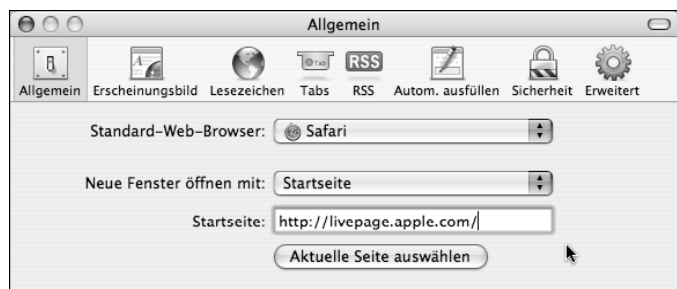 Allgemein
Allgemein Erscheinungsbild Lesezeichen Tabs RSS Autom. ausfüllen Sicherheit Erweitert
Standard-Web-Browser: Safari
Neue Fenster öffnen mit: Startseite
Startseite: http://livepage.apple.com/
Aktuelle Seite auswählen